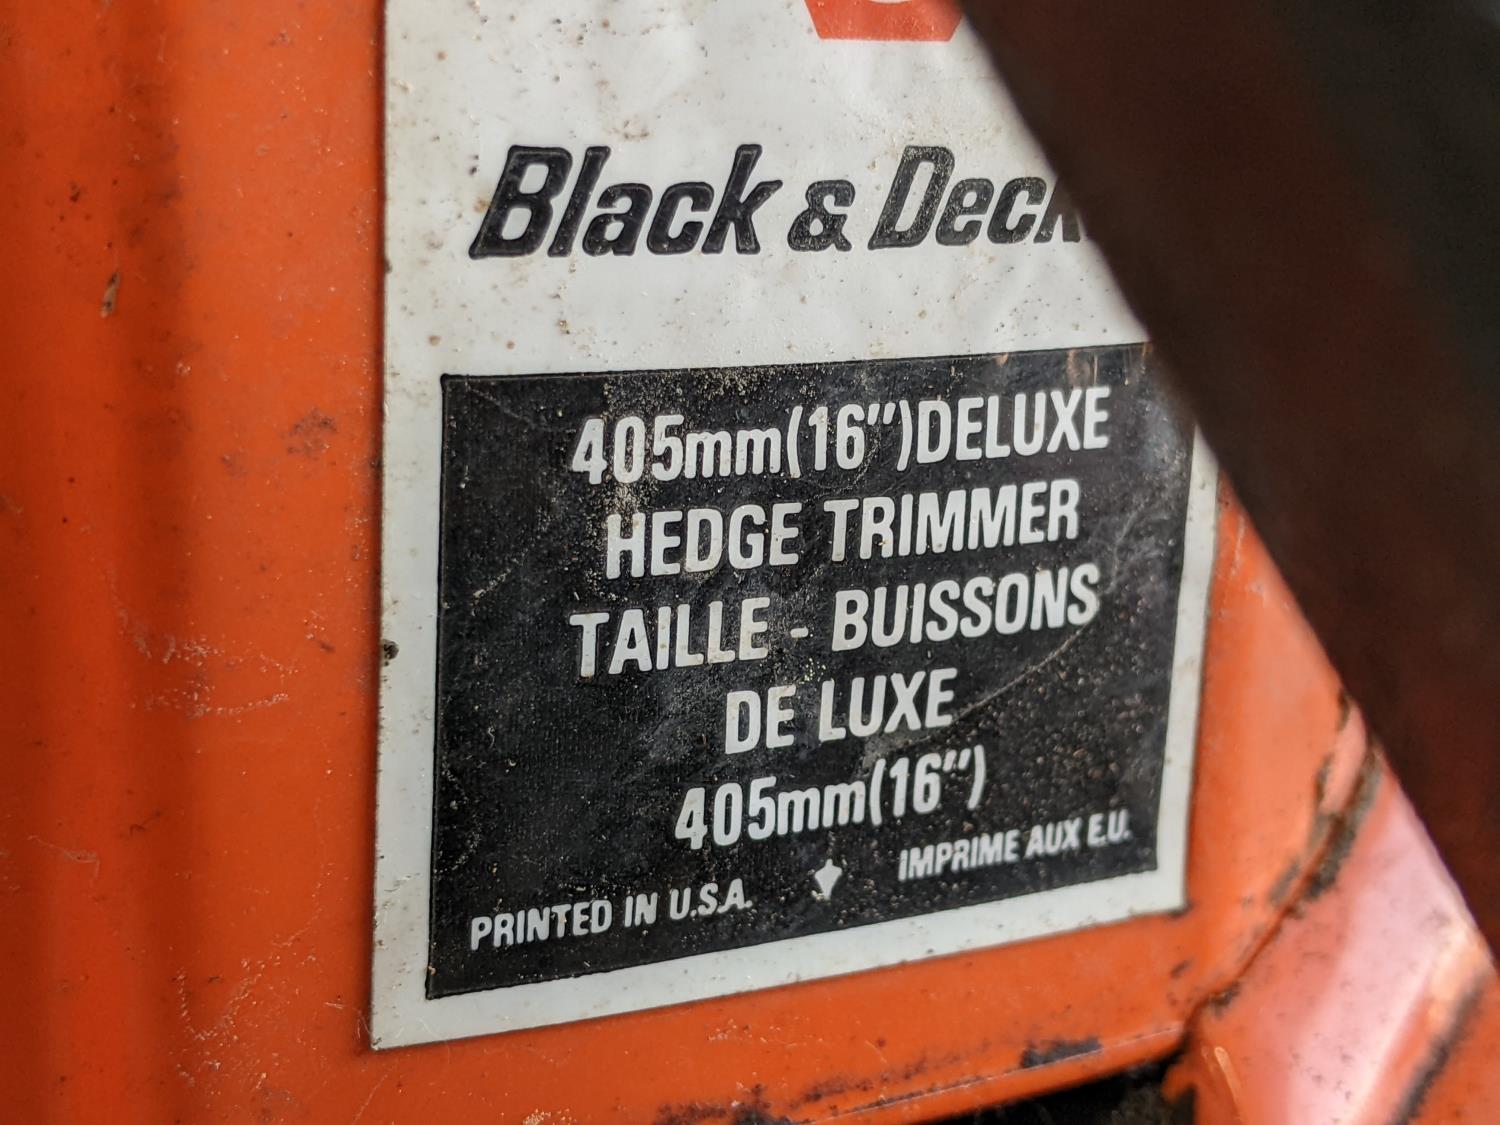 Black & Deck
405mm(16")DELUXE
HEDGE TRIMMER
TAILLE - BUISSONS
DE LUXE
405mm(16")
PRINTED IN U.S.A. IMPRIME AUX E.U.